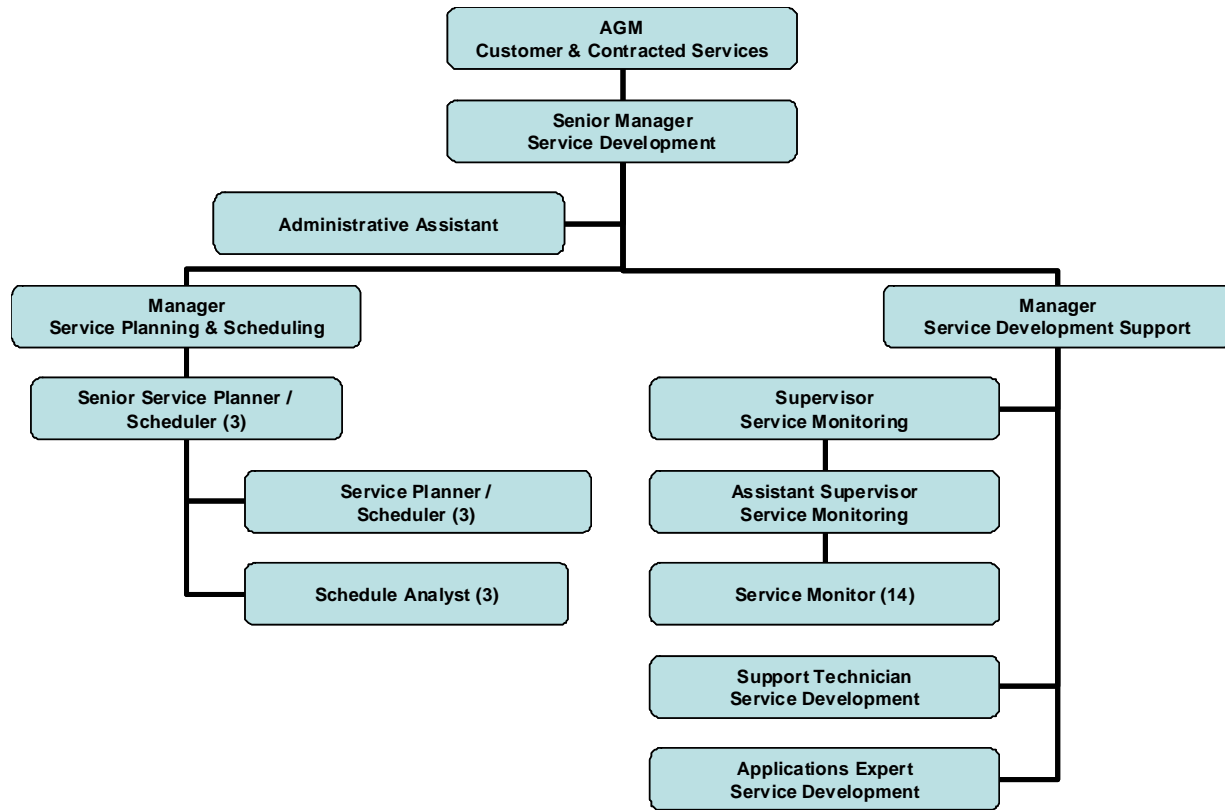 AGM
Customer & Contracted Services
Senior Manager
Service Development
Administrative Assistant
Manager
Service Planning & Scheduling
Manager
Service Development Support
Senior Service Planner /
Scheduler (3)
Service Planner /
Scheduler (3)
Schedule Analyst (3)
Supervisor
Service Monitoring
Assistant Supervisor
Service Monitoring
Service Monitor (14)
Support Technician
Service Development
Applications Expert
Service Development